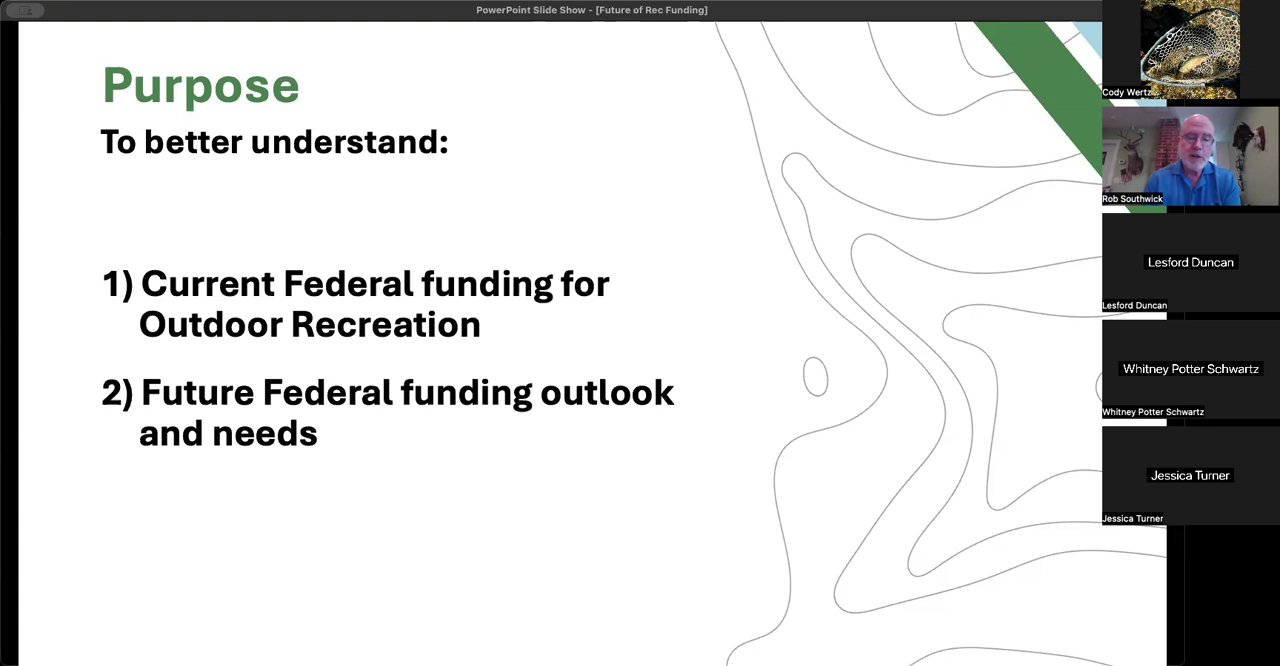 PowerPoint Slide Show - [Future of Rec Funding]
Purpose
To better understand:
1) Current Federal funding for
Outdoor Recreation
2) Future Federal funding outlook
and needs
Cody Wertz
Rob Southwick
Lesford Duncan
Lesford Duncan
Whitney Potter Schwartz
Whitney Potter Schwartz
Jessica Turner
Jessica Turner